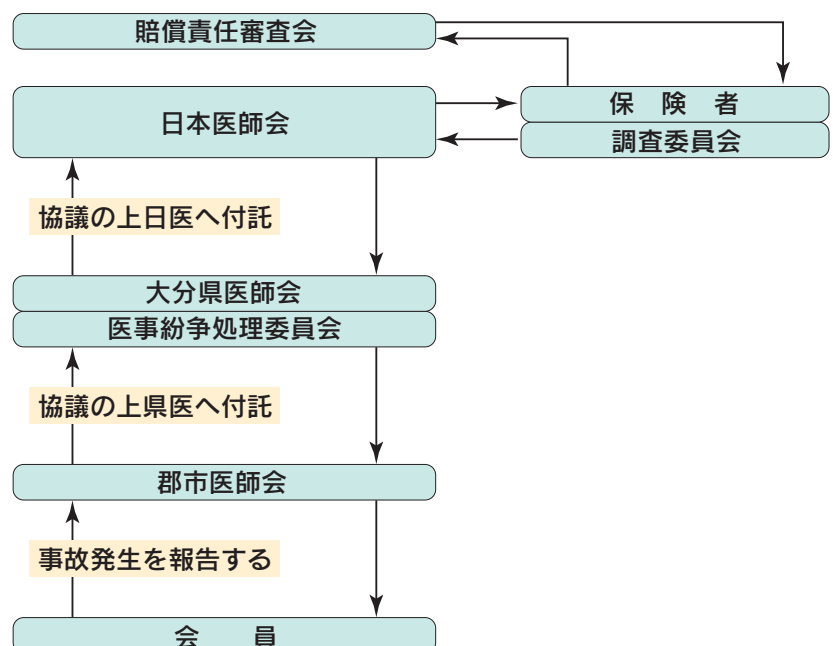 賠償責任審査会
日本医師会
保　険　者
調査委員会
協議の上日医へ付託
大分県医師会
医事紛争処理委員会
協議の上県医へ付託
郡市医師会
事故発生を報告する
会　　員